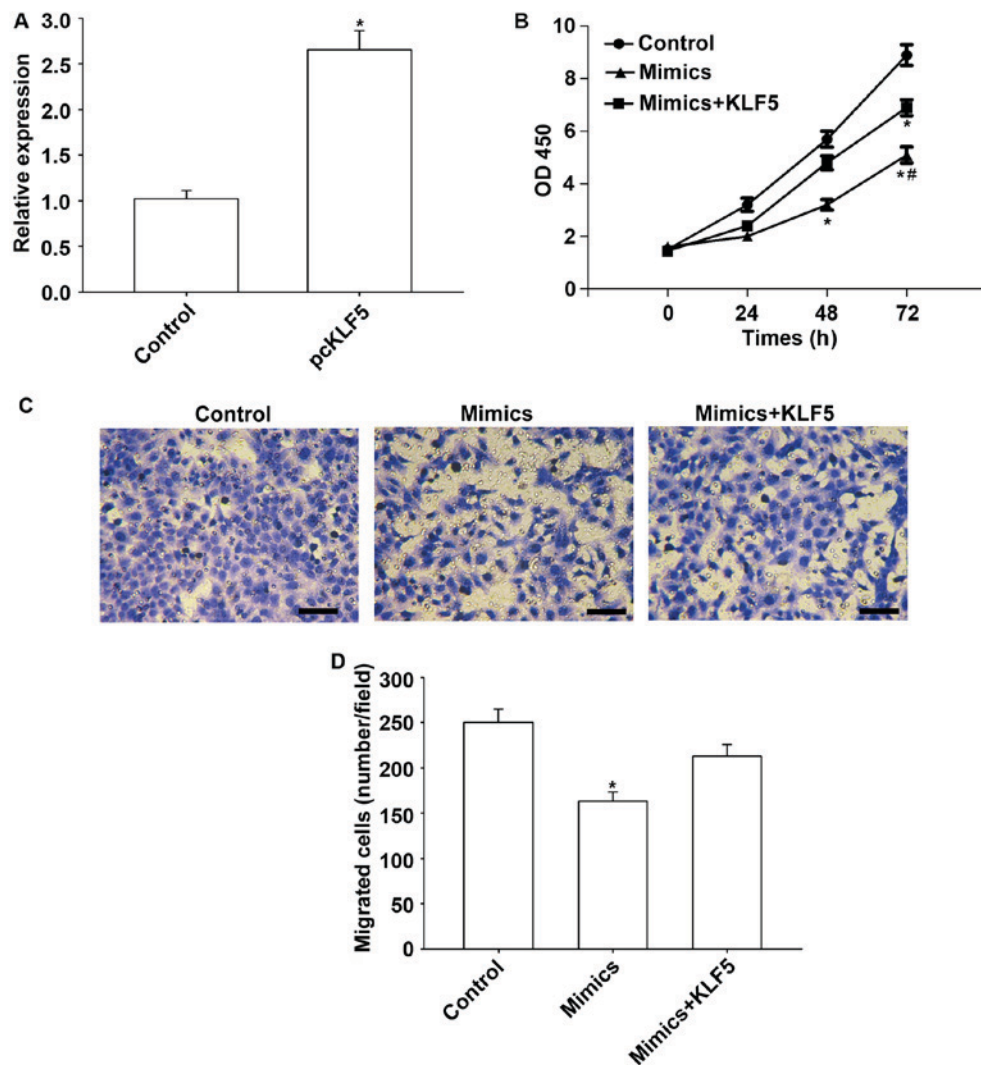 A
Relative expression
3.0
2.5
2.0
1.5
1.0
0.5
0.0
*
Control
pcKLF5
B
OD 450
10
8
6
4
2
0
Control
Mimics
Mimics+KLF5
*
*#
*
0 24 48 72
Times (h)
C
Control Mimics Mimics+KLF5
D
Migrated cells (number/field)
300
250
200
150
100
50
0
*
Control
Mimics
Mimics+KLF5